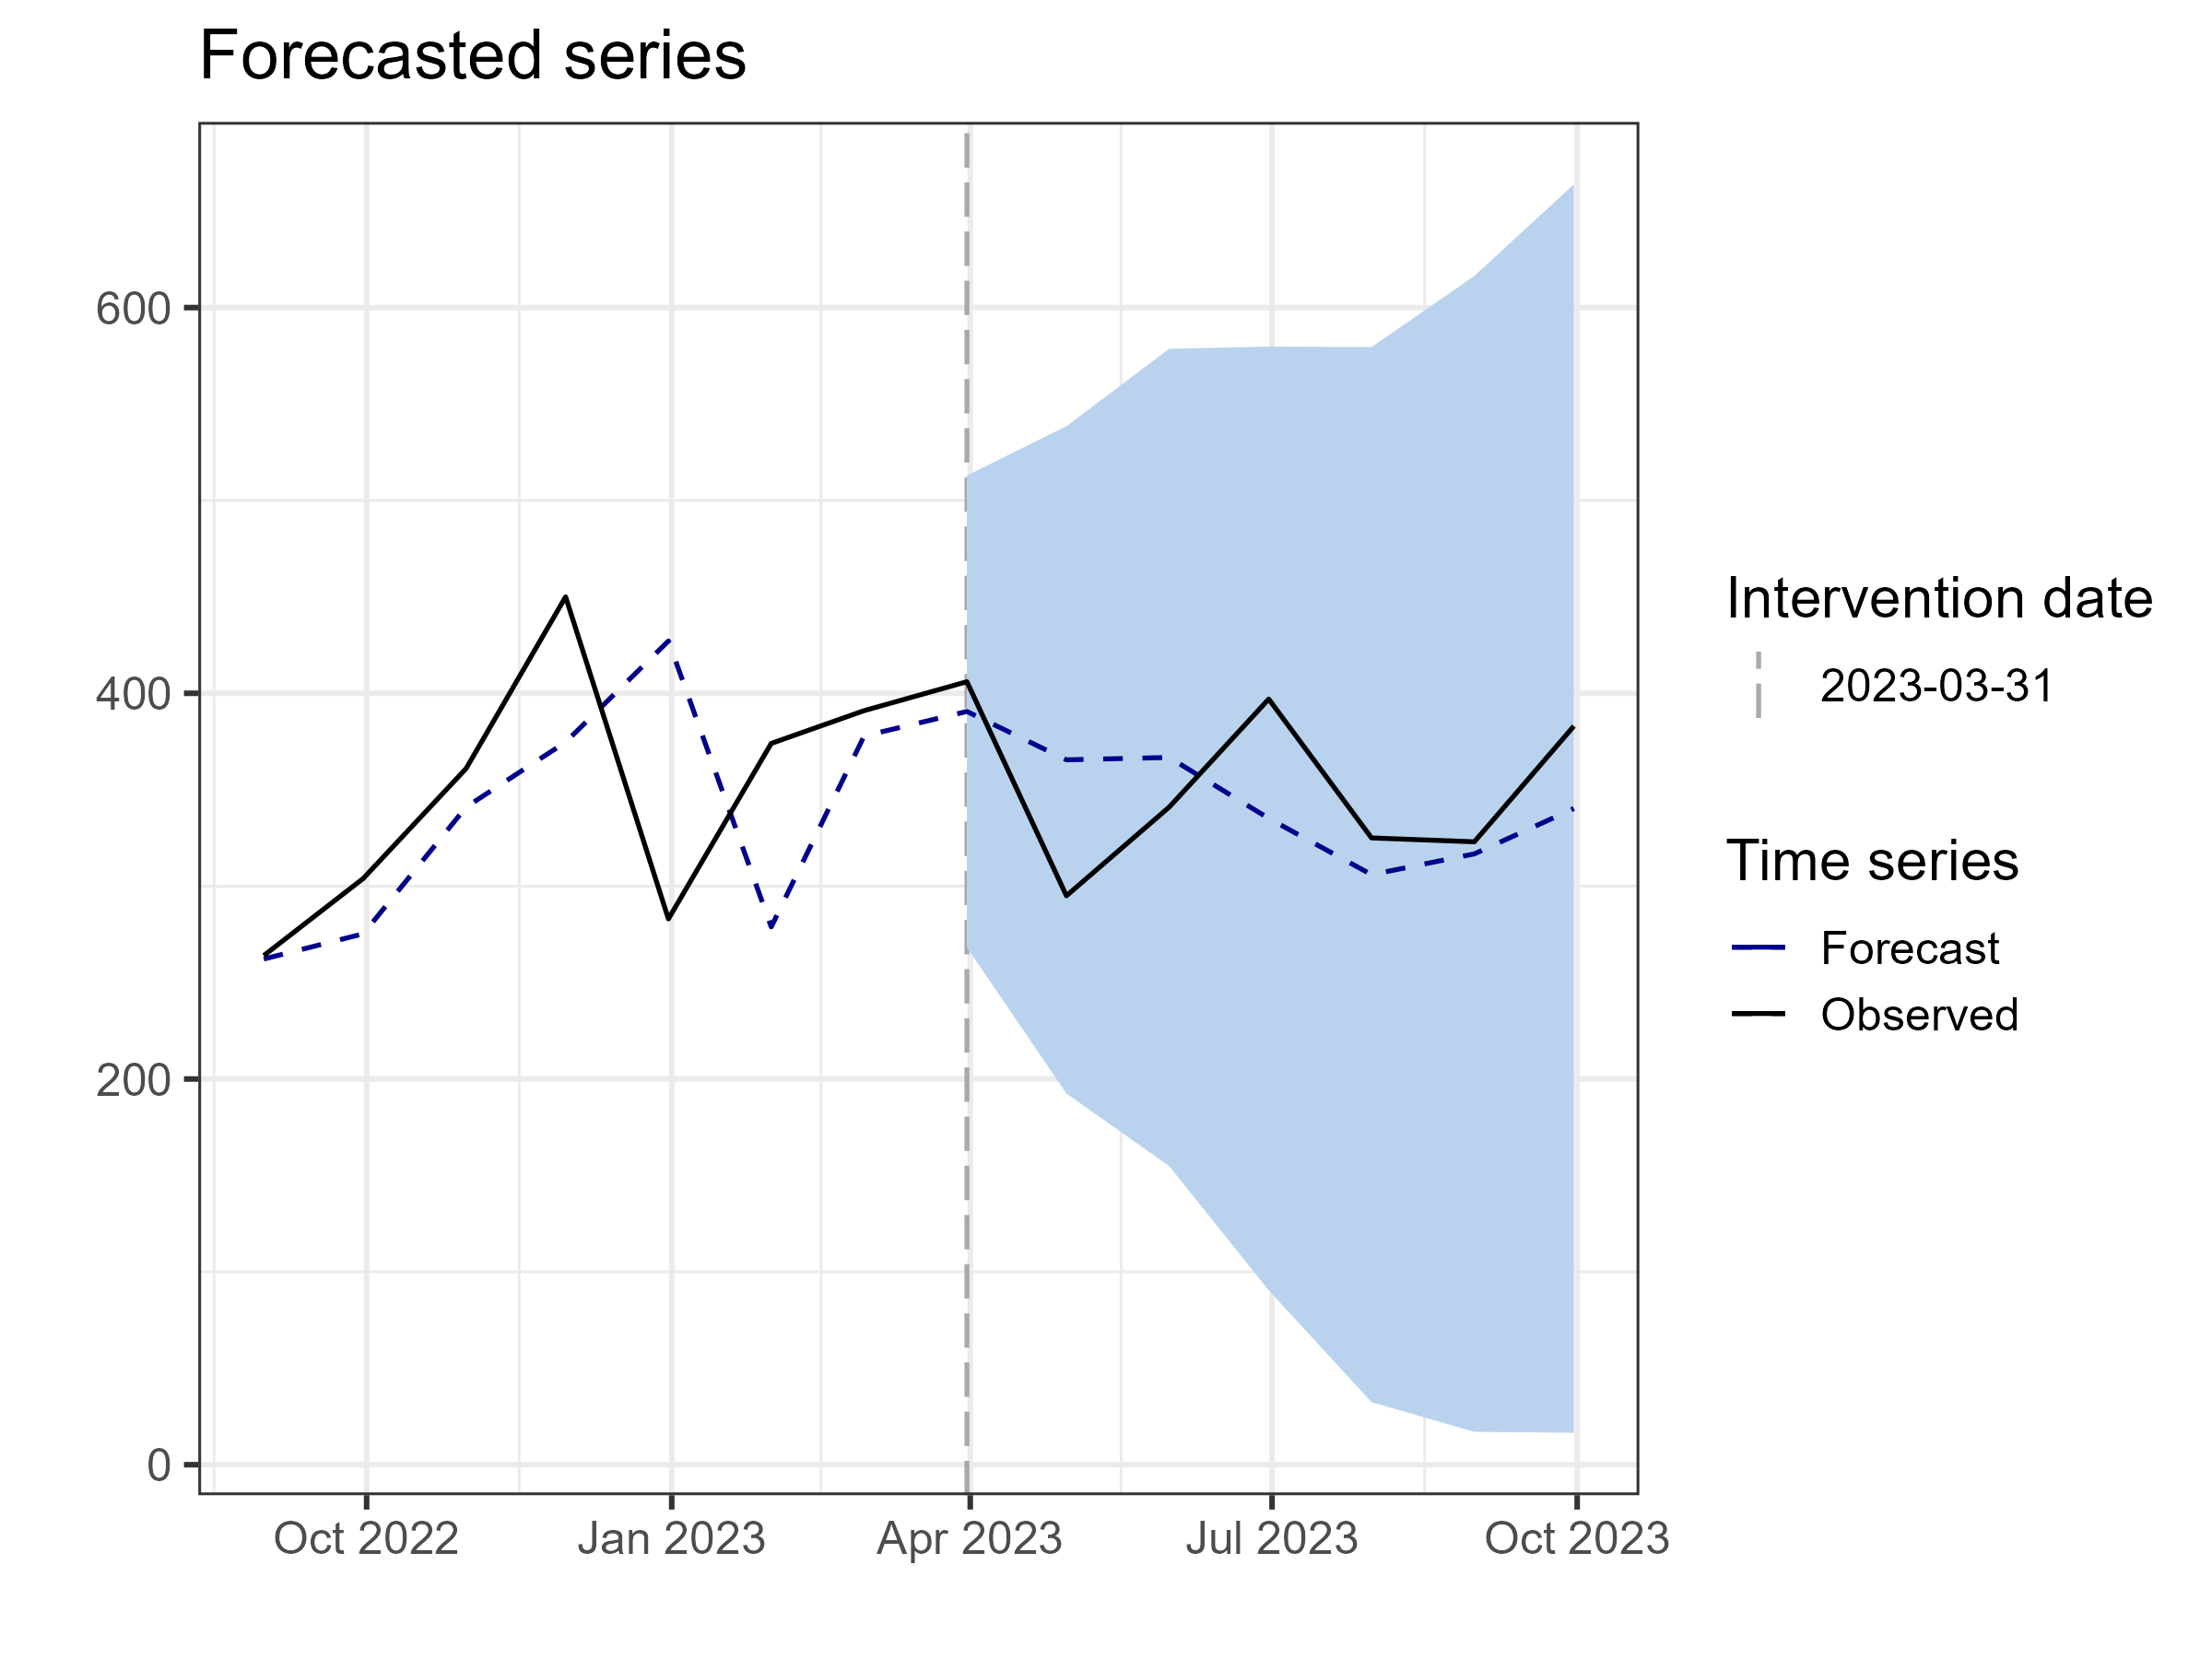 Forecasted series
600
400
200
0
Oct 2022
Jan 2023
Apr 2023
Jul 2023
Oct 2023
Intervention date
2023-03-31
Time series
Forecast
Observed